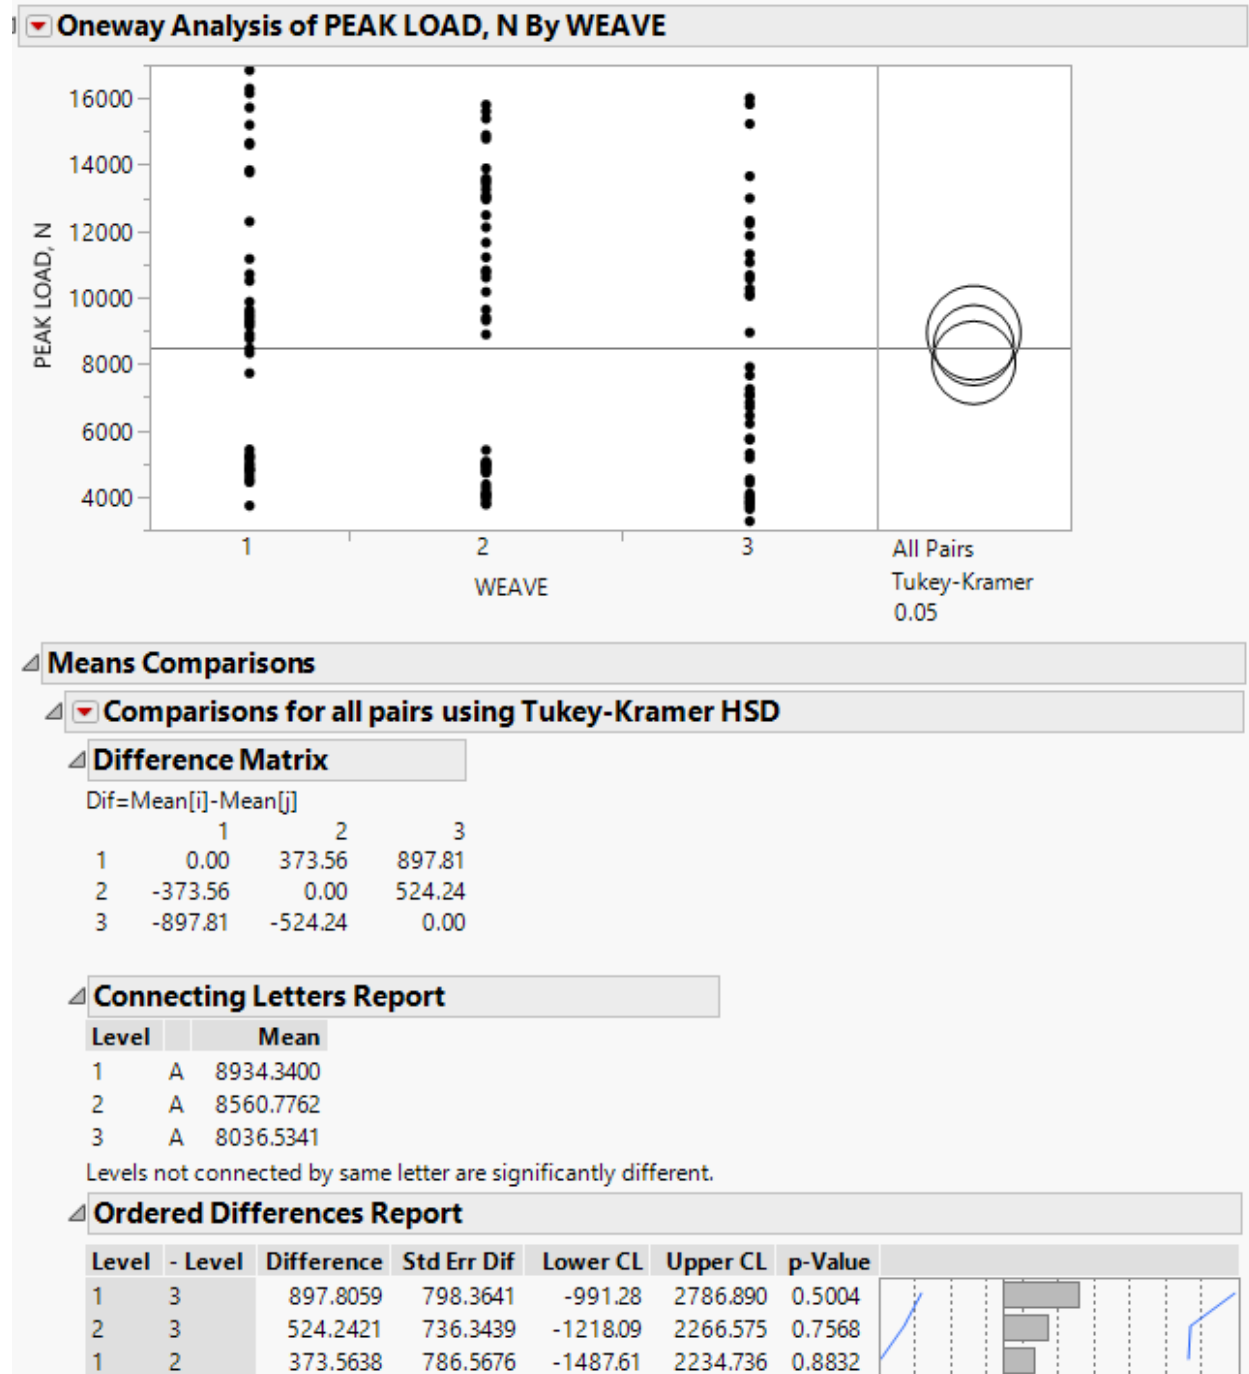 Oneway Analysis of PEAK LOAD, N By WEAVE
16000
14000
12000
10000
8000
6000
4000
PEAK LOAD, N
1 2 3
WEAVE
All Pairs
Tukey-Kramer
0.05
Means Comparisons
Comparisons for all pairs using Tukey-Kramer HSD
Difference Matrix
Dif=Mean[i]-Mean[j]
1 2 3
1 0.00 373.56 897.81
2 -373.56 0.00 524.24
3 -897.81 -524.24 0.00
Connecting Letters Report
Level Mean
1 A 8934.3400
2 A 8560.7762
3 A 8036.5341
Levels not connected by same letter are significantly different.
Ordered Differences Report
Level - Level Difference Std Err Dif Lower CL Upper CL p-Value
1 3 897.8059 798.3641 -991.28 2786.890 0.5004
2 3 524.2421 736.3439 -1218.09 2266.575 0.7568
1 2 373.5638 786.5676 -1487.61 2234.736 0.8832